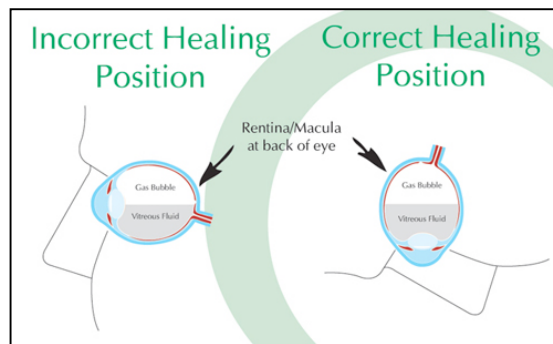 Incorrect Healing
Position
Correct Healing
Position
Rentina/Macula
at back of eye
Gas Bubble
Vitreous Fluid
Gas Bubble
Vitreous Fluid